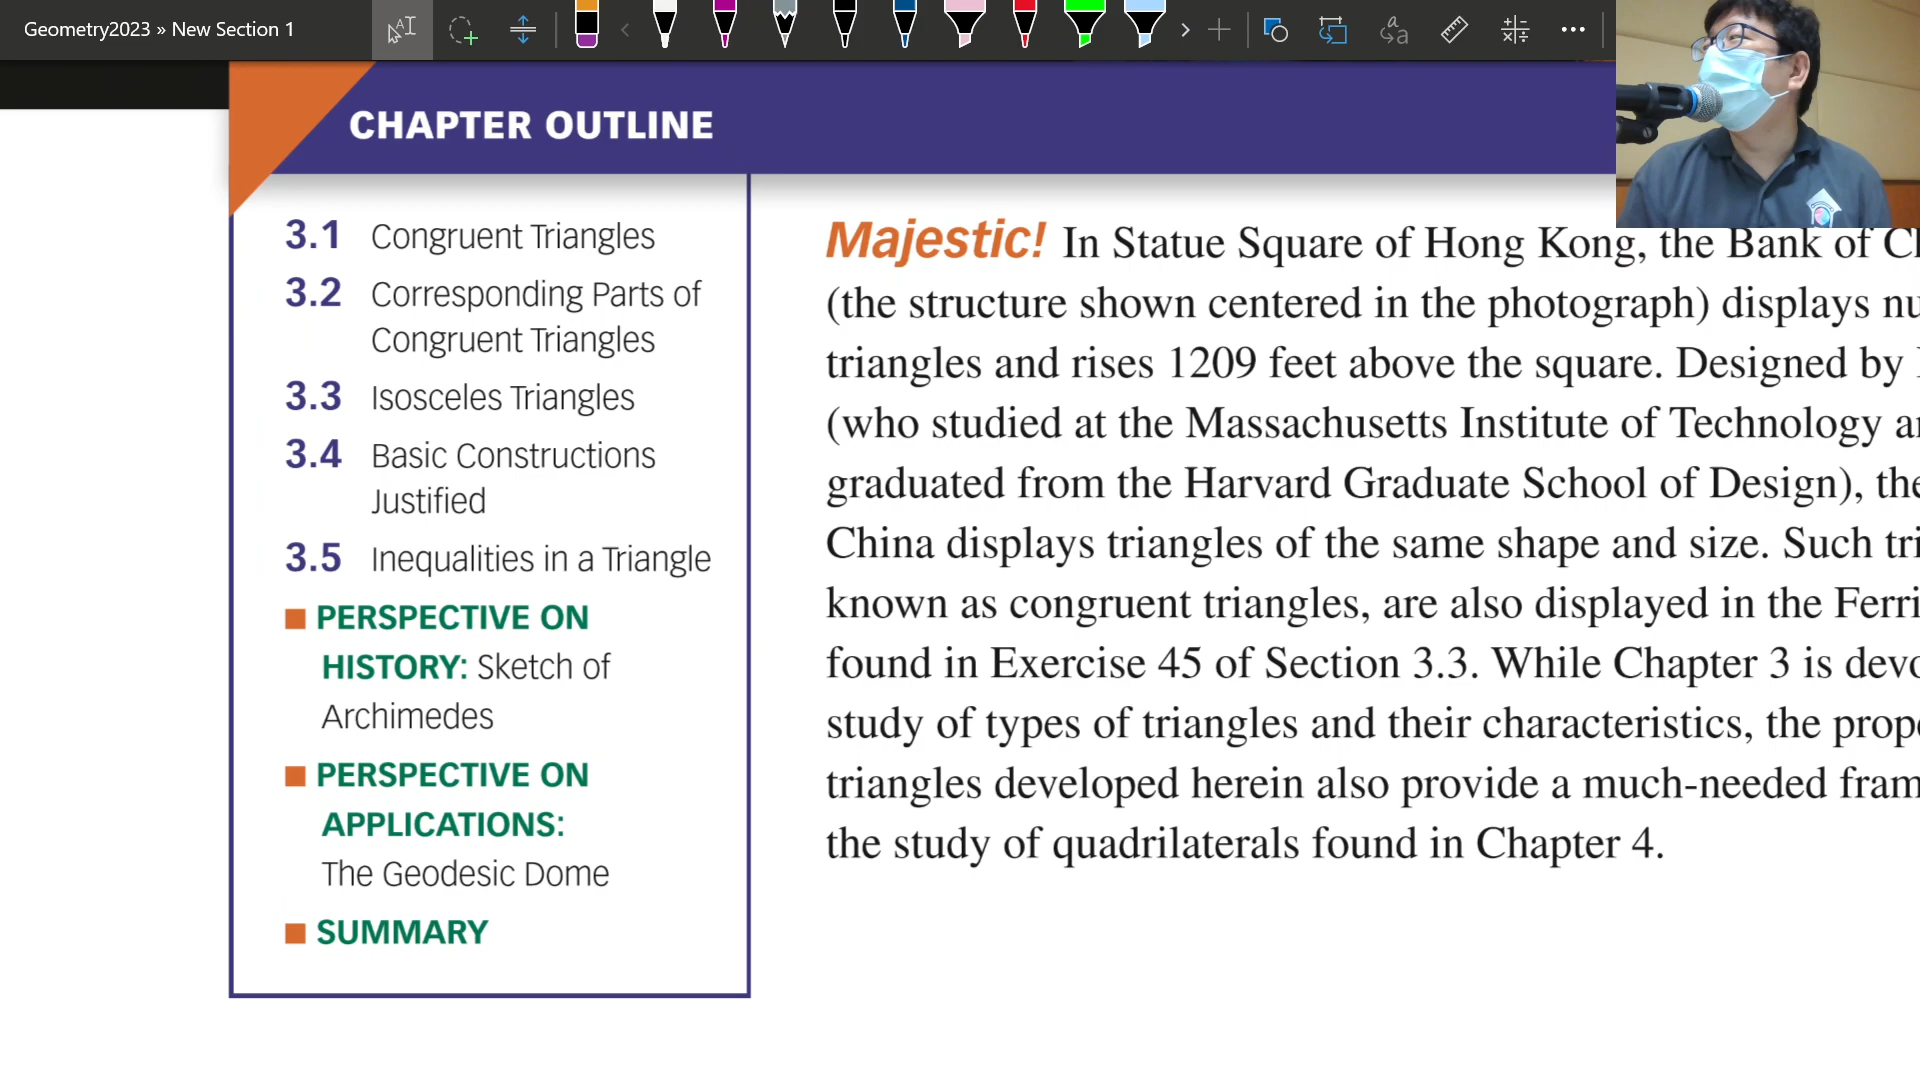 Geometry2023 » New Section 1
CHAPTER OUTLINE
3.1 Congruent Triangles
3.2 Corresponding Parts of
Congruent Triangles
3.3 Isosceles Triangles
3.4 Basic Constructions
Justified
3.5 Inequalities in a Triangle
PERSPECTIVE ON
HISTORY: Sketch of
Archimedes
PERSPECTIVE ON
APPLICATIONS:
The Geodesic Dome
SUMMARY
Majestic! In Statue Square of Hong Kong, the Bank of
(the structure shown centered in the photograph) displays
triangles and rises 1209 feet above the square. Designed by
(who studied at the Massachusetts Institute of Technology
graduated from the Harvard Graduate School of Design),
China displays triangles of the same shape and size. Such
known as congruent triangles, are also displayed in the
found in Exercise 45 of Section 3.3. While Chapter 3 is
study of types of triangles and their characteristics, the
triangles developed herein also provide a much-needed
the study of quadrilaterals found in Chapter 4.